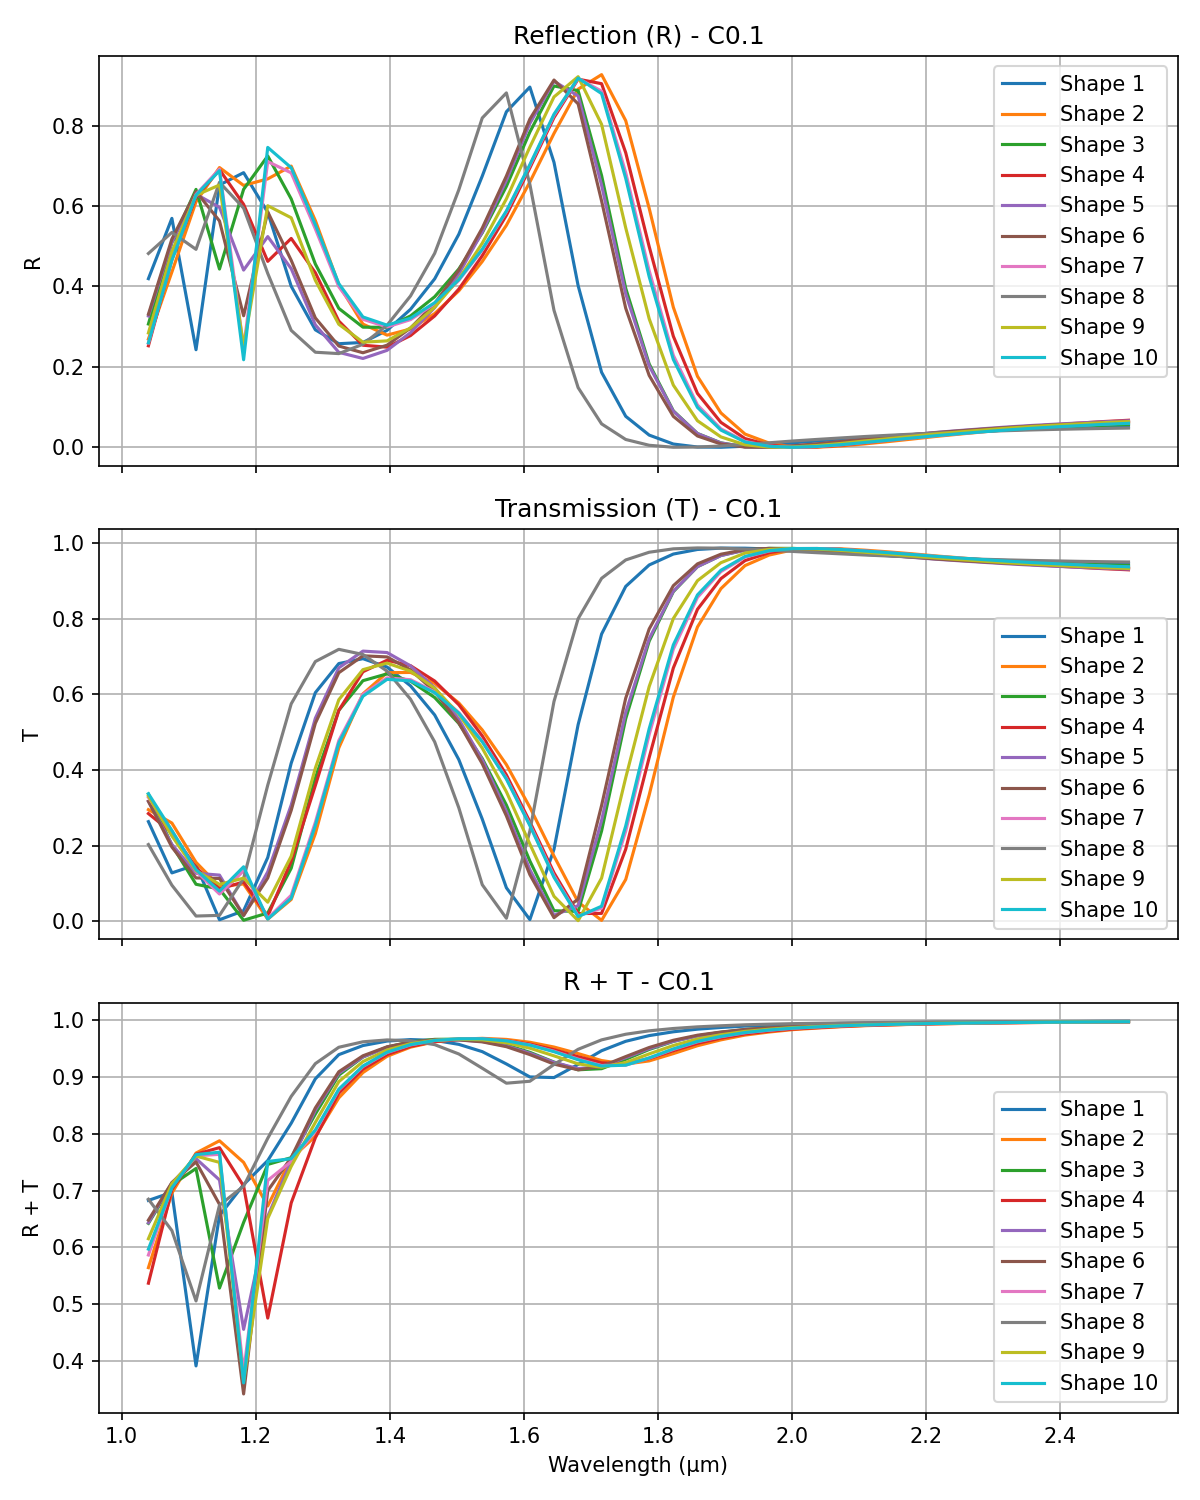 Reflection (R) - C0.1
R
0.8
0.6
0.4
0.2
0.0
Shape 1
Shape 2
Shape 3
Shape 4
Shape 5
Shape 6
Shape 7
Shape 8
Shape 9
Shape 10
Transmission (T) - C0.1
T
1.0
0.8
0.6
0.4
0.2
0.0
Shape 1
Shape 2
Shape 3
Shape 4
Shape 5
Shape 6
Shape 7
Shape 8
Shape 9
Shape 10
R + T - C0.1
R + T
1.0
0.9
0.8
0.7
0.6
0.5
0.4
Shape 1
Shape 2
Shape 3
Shape 4
Shape 5
Shape 6
Shape 7
Shape 8
Shape 9
Shape 10
1.0 1.2 1.4 1.6 1.8 2.0 2.2 2.4
Wavelength (μm)